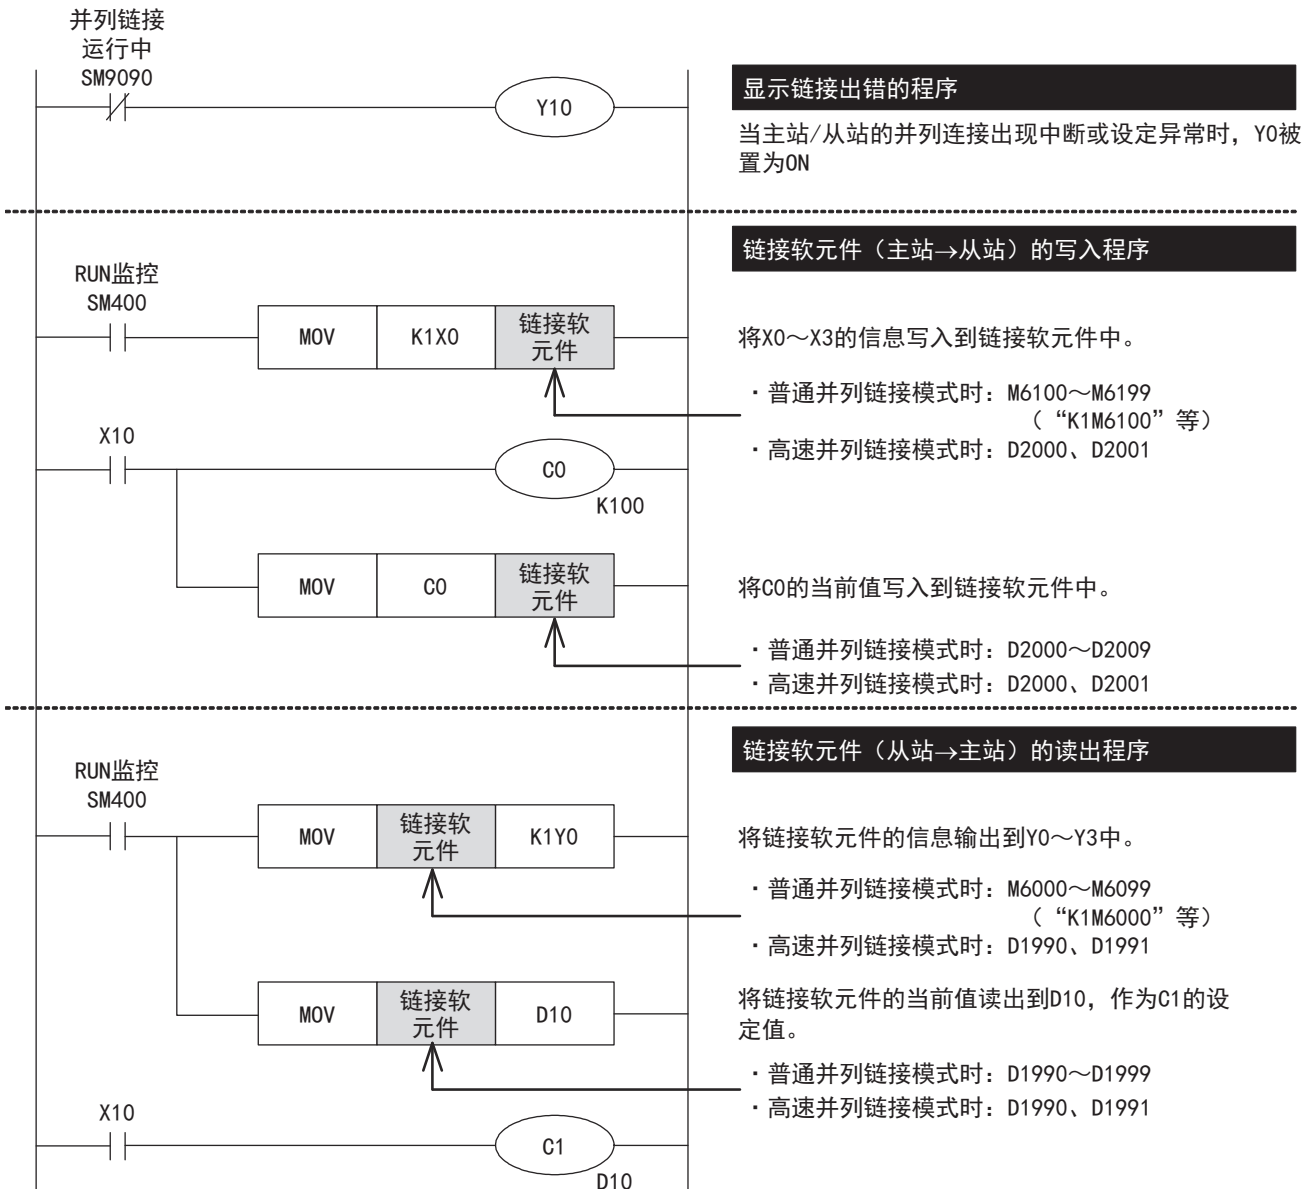 并列链接
运行中
SM9090
Y10
显示链接出错的程序
当主站/从站的并列连接出现中断或设定异常时，Y0被
置为ON
链接软元件（主站→从站）的写入程序
RUN监控
SM400
MOV
K1X0
链接软
元件
将X0～X3的信息写入到链接软元件中。
·普通并列链接模式时：M6100～M6199
（“K1M6100”等）
·高速并列链接模式时：D2000、D2001
X10
C0
K100
MOV
C0
链接软
元件
将C0的当前值写入到链接软元件中。
·普通并列链接模式时：D2000～D2009
·高速并列链接模式时：D2000、D2001
链接软元件（从站→主站）的读出程序
RUN监控
SM400
MOV
链接软
元件
K1Y0
将链接软元件的信息输出到Y0～Y3中。
·普通并列链接模式时：M6000～M6099
（“K1M6000”等）
·高速并列链接模式时：D1990、D1991
MOV
链接软
元件
D10
将链接软元件的当前值读出到D10，作为C1的设
定值。
·普通并列链接模式时：D1990～D1999
·高速并列链接模式时：D1990、D1991
X10
C1
D10